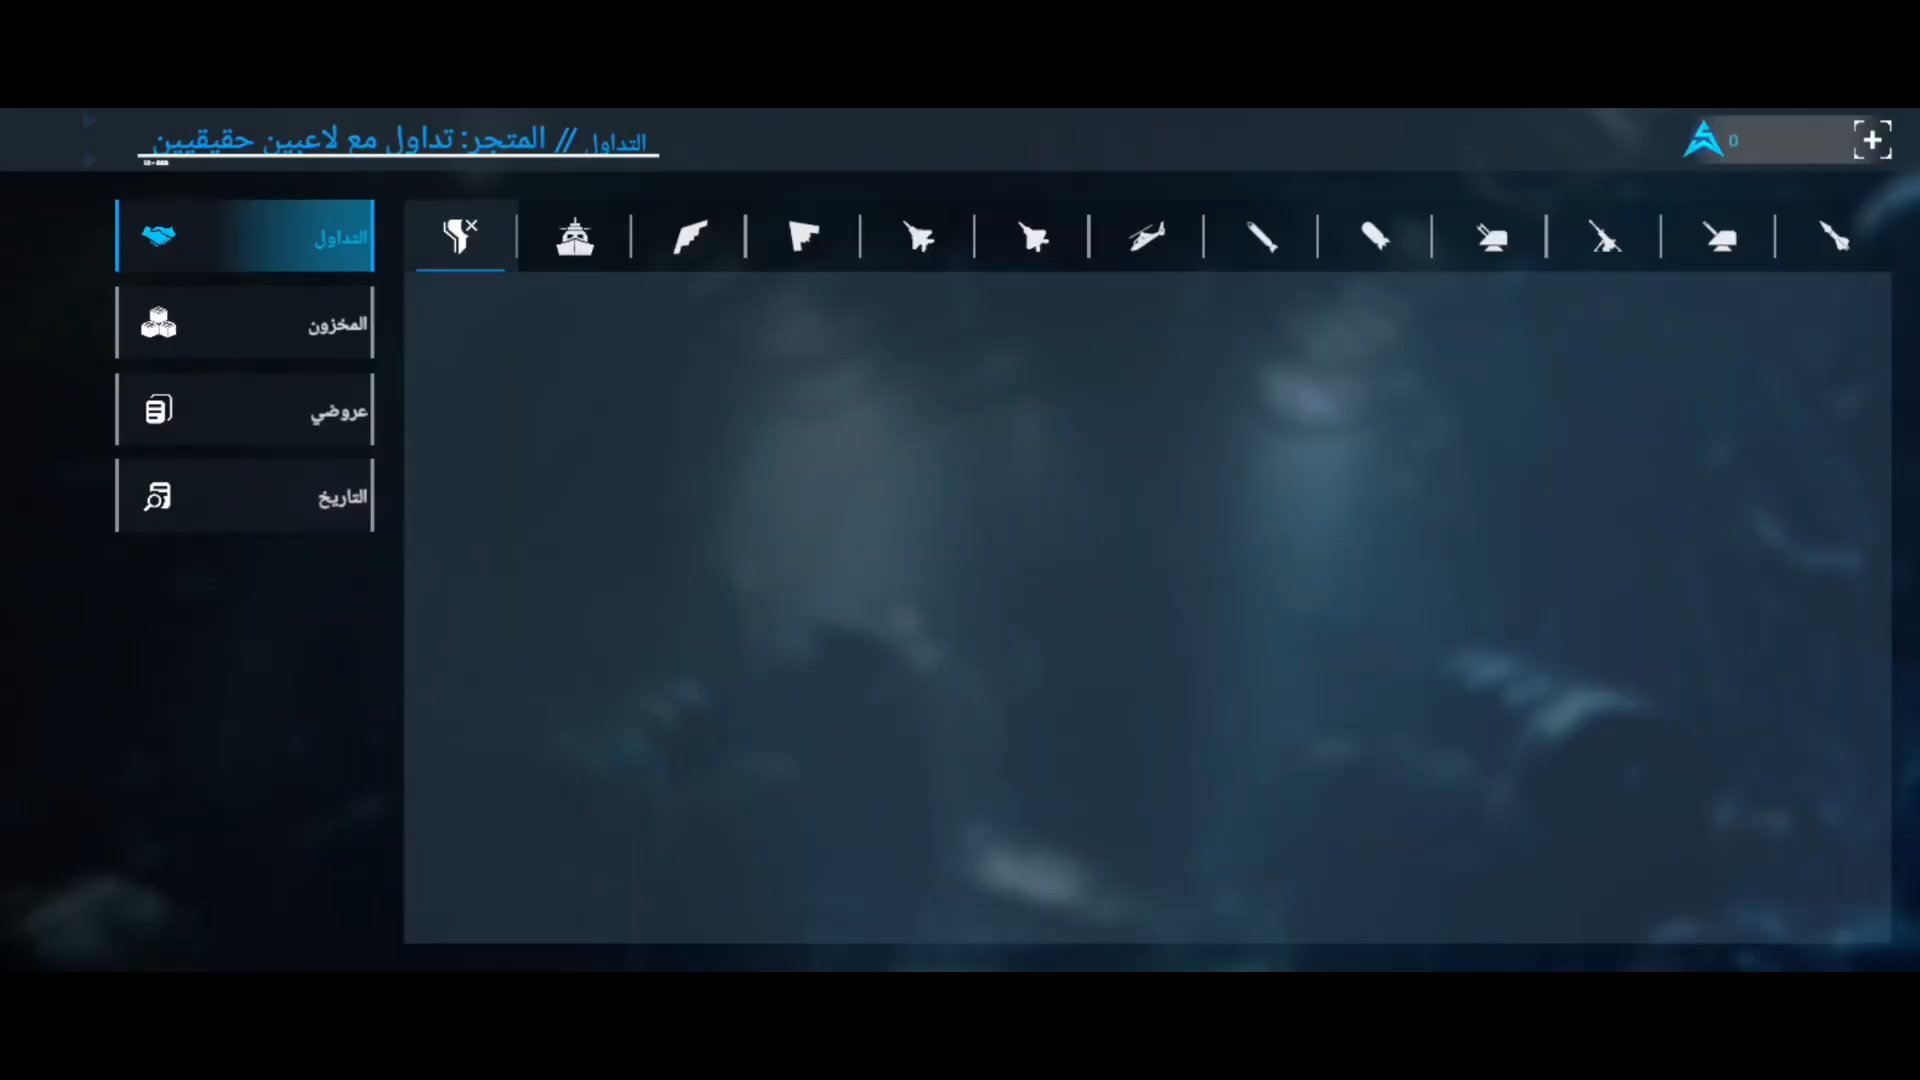 التداول // المتجر: تداول مع لاعبين حقيقيين
0
التداول
المخزون
عروضي
التاريخ